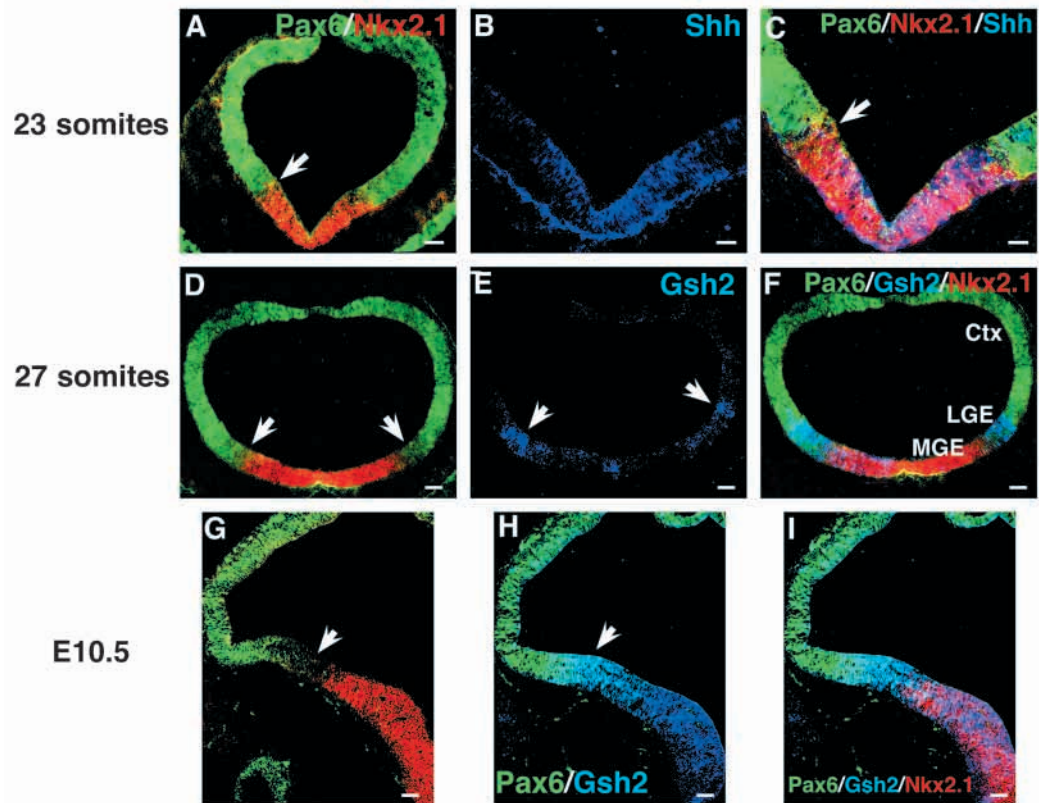 A
Pax6/Nkx2.1
B
Shh
C
Pax6/Nkx2.1/Shh
23 somites
D
E
Gsh2
F
Pax6/Gsh2/Nkx2.1
Ctx
LGE
MGE
27 somites
G
H
Pax6/Gsh2
I
Pax6/Gsh2/Nkx2.1
E10.5